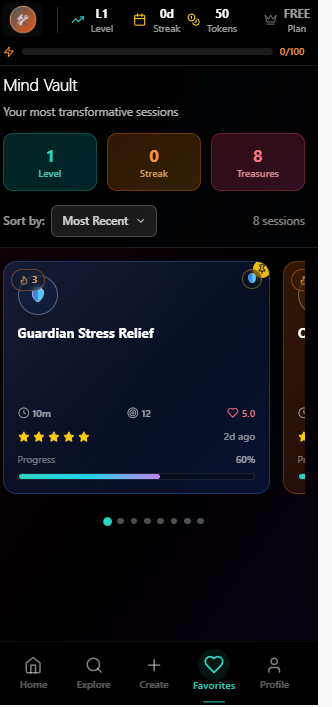 L1 0d 50 FREE
Level Streak Tokens Plan
0/100
Mind Vault
Your most transformative sessions
1 0 8
Level Streak Treasures
Sort by: Most Recent 8 sessions
3
Guardian Stress Relief
10m 12 5.0
2d ago
Progress 60%
Home Explore Create Favorites Profile